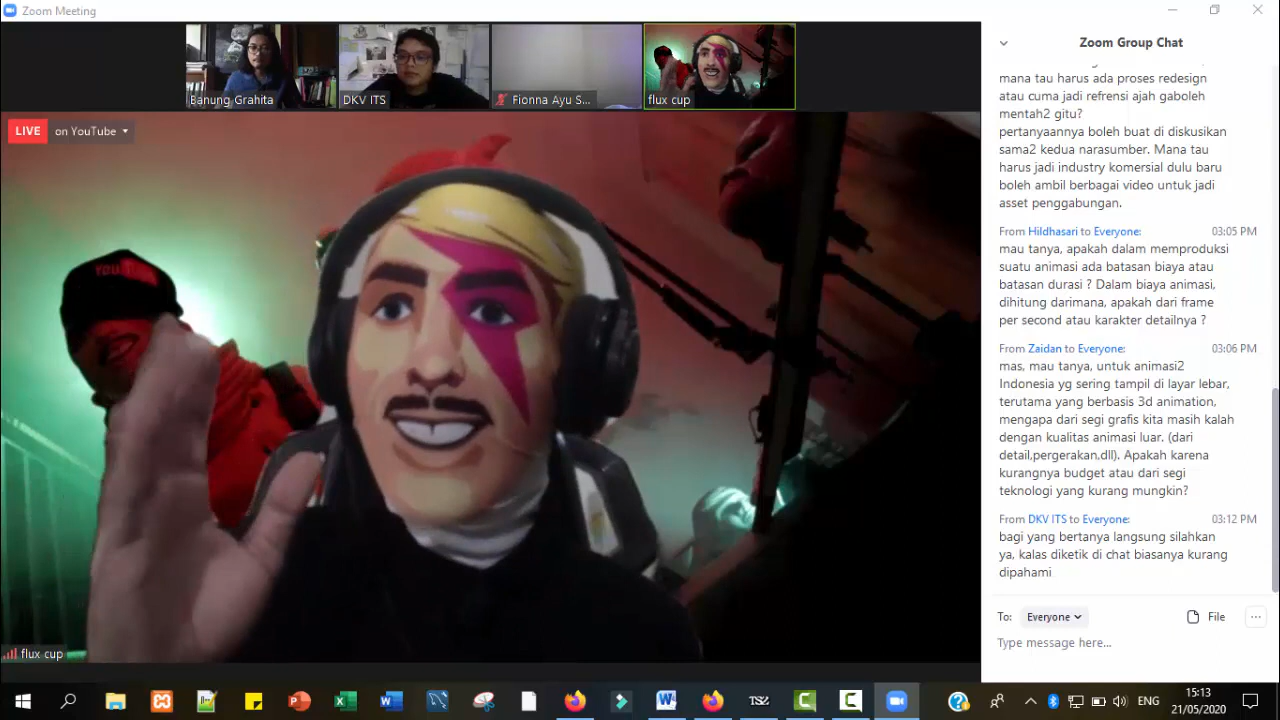 Zoom Meeting
Banung Grahita
DKV ITS
Fionna Ayu S...
flux cup
LIVE
on YouTube
flux cup
Zoom Group Chat
mana tau harus ada proses redesign
atau cuma jadi refrensi ajah gaboleh
mentah2 gitu?
pertanyaannya boleh buat di diskusikan
sama2 kedua narasumber. Mana tau
harus jadi industry komersial dulu baru
boleh ambil berbagai video untuk jadi
asset penggabungan.
From Hildhasari to Everyone: 03:05 PM
mau tanya, apakah dalam memproduksi
suatu animasi ada batasan biaya atau
batasan durasi ? Dalam biaya animasi,
dihitung darimana, apakah dari frame
per second atau karakter detailnya ?
From Zaidan to Everyone: 03:06 PM
mas, mau tanya, untuk animasi2
Indonesia yg sering tampil di layar lebar,
terutama yang berbasis 3d animation,
mengapa dari segi grafis kita masih kalah
dengan kualitas animasi luar. (dari
detail,pergerakan,dll). Apakah karena
kurangnya budget atau dari segi
teknologi yang kurang mungkin?
From DKV ITS to Everyone: 03:12 PM
bagi yang bertanya langsung silahkan
ya, kalas diketik di chat biasanya kurang
dipahami
To: Everyone File
Type message here...
ENG
15:13
21/05/2020